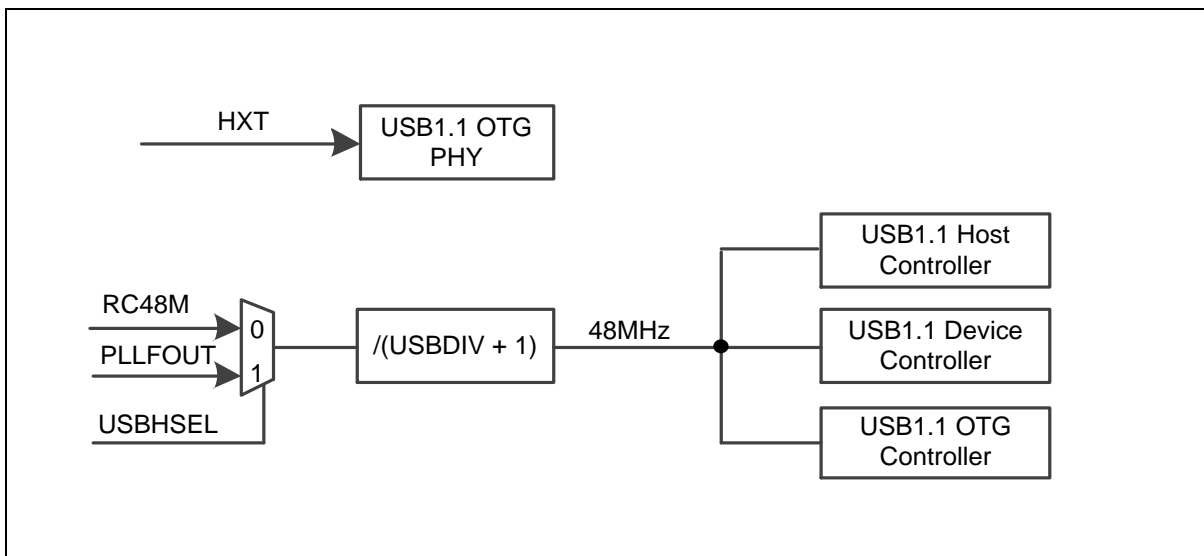 HXT
USB1.1 OTG
PHY
USB1.1 Host
Controller
RC48M
0
/(USBDIV + 1)
48MHz
USB1.1 Device
Controller
PLLFOUT
1
USBHSEL
USB1.1 OTG
Controller